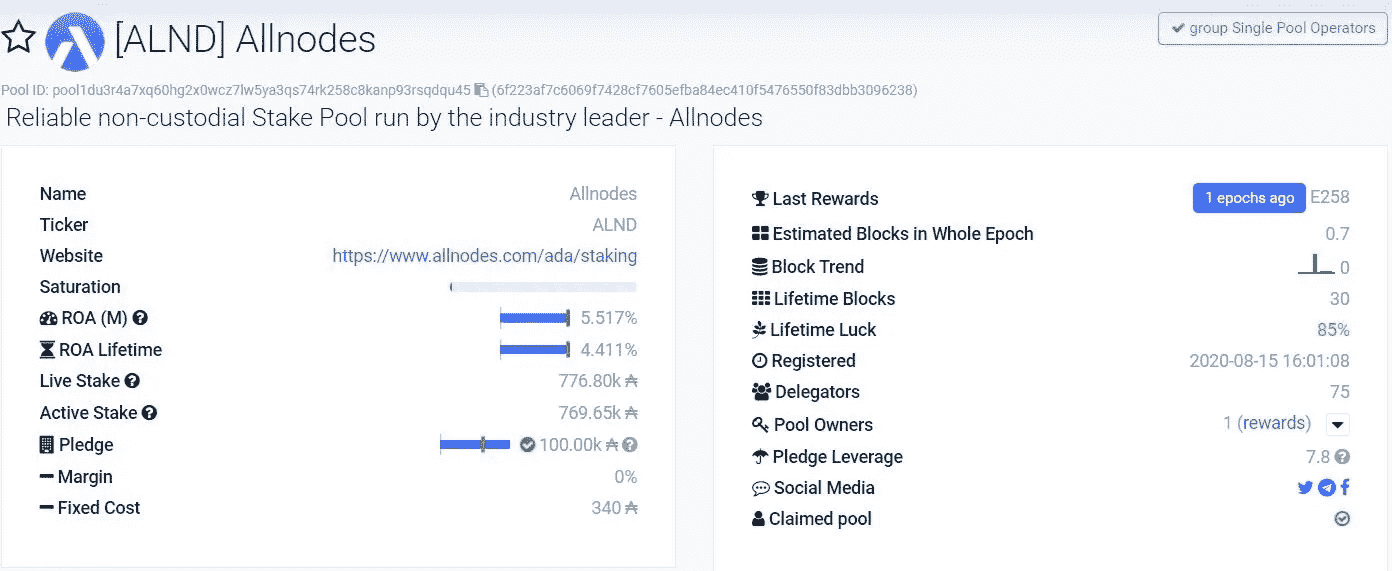 [ALND] Allnodes
group Single Pool Operators
Pool ID: pool1du3r4a7xq60hg2x0wcz7lw5ya3qs74rk258c8kanp93rsqdqu45 (6f223af7c6069f7428cf7605efba84ec410f5476550f83dbb3096238)
Reliable non-custodial Stake Pool run by the industry leader - Allnodes
Name Allnodes
Ticker ALND
Website https://www.allnodes.com/ada/staking
Saturation
ROA (M) 5.517%
ROA Lifetime 4.411%
Live Stake 776.80k ₳
Active Stake 769.65k ₳
Pledge 100.00k ₳
Margin 0%
Fixed Cost 340 ₳
Last Rewards 1 epochs ago E258
Estimated Blocks in Whole Epoch 0.7
Block Trend 0
Lifetime Blocks 30
Lifetime Luck 85%
Registered 2020-08-15 16:01:08
Delegators 75
Pool Owners 1 (rewards)
Pledge Leverage 7.8
Social Media
Claimed pool